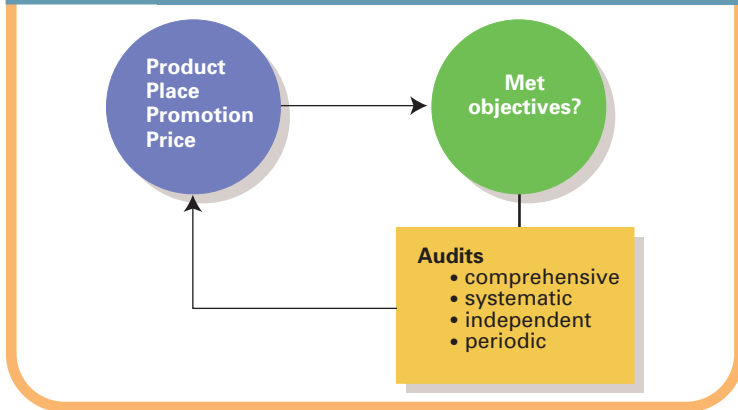 Product
Place
Promotion
Price
Met
objectives?
Audits
• comprehensive
• systematic
• independent
• periodic